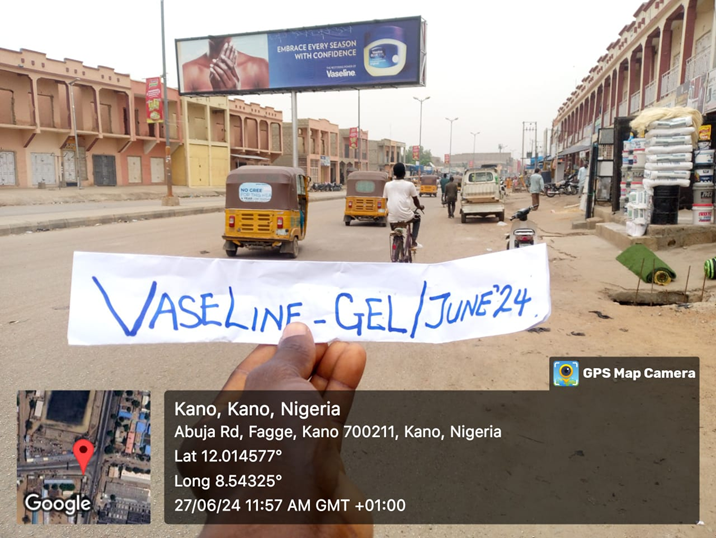 EMBRACE EVERY SEASON
WITH CONFIDENCE
Vaseline
VASELINE - GEL/JUNE'24.
GPS Map Camera
Kano, Kano, Nigeria
Abuja Rd, Fagge, Kano 700211, Kano, Nigeria
Lat 12.014577°
Long 8.54325°
27/06/24 11:57 AM GMT +01:00
Google